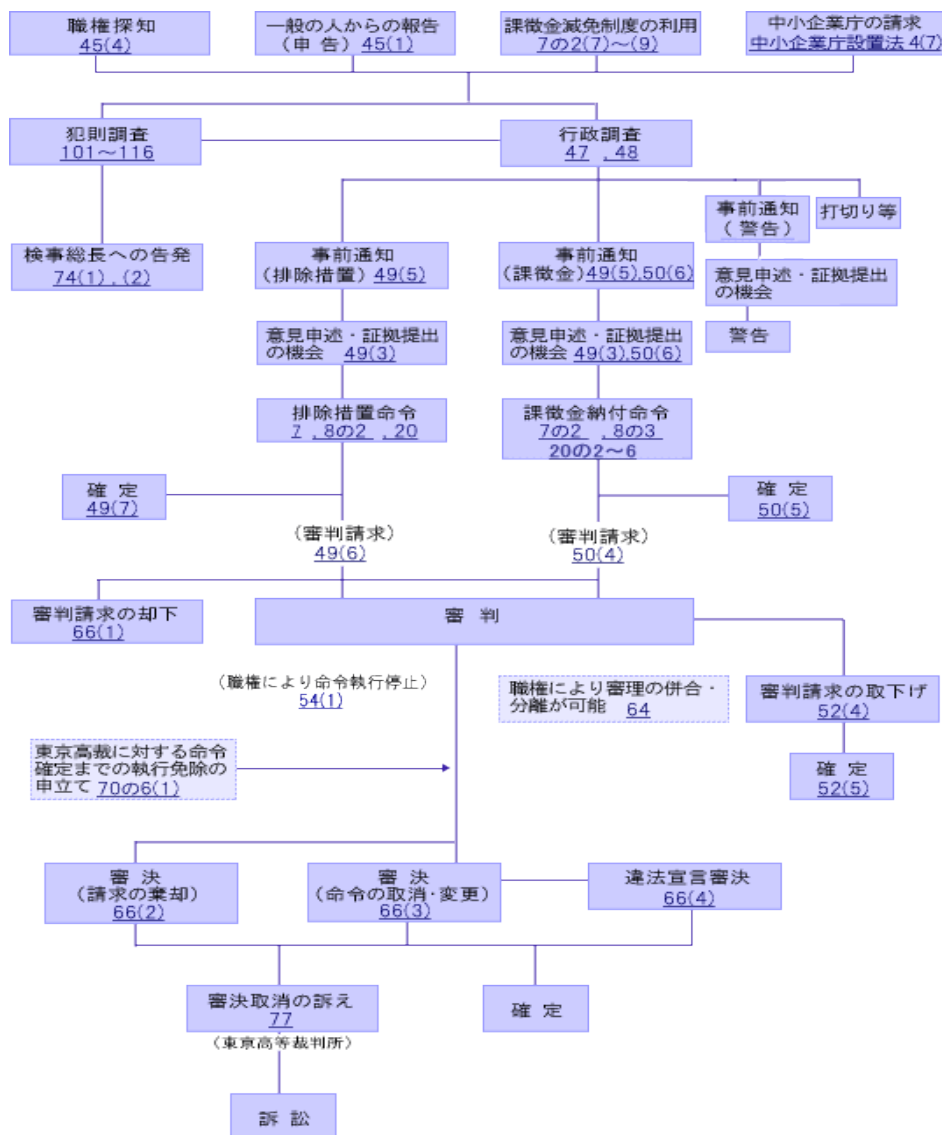 職権探知
45(4)
一般の人からの報告
(申 告) 45(1)
課徴金減免制度の利用
7の2(7)～(9)
中小企業庁の請求
中小企業庁設置法 4(7)
犯則調査
101～116
行政調査
47 , 48
検事総長への告発
74(1) , (2)
事前通知
(排除措置) 49(5)
事前通知
(課徴金)49(5),50(6)
事前通知
(警告)
打切り等
意見申述・証拠提出
の機会 49(3)
意見申述・証拠提出
の機会 49(3),50(6)
意見申述・証拠提出
の機会
警告
排除措置命令
7 , 8の2 , 20
課徴金納付命令
7の2 , 8の3
20の2～6
確 定
49(7)
確 定
50(5)
(審判請求)
49(6)
(審判請求)
50(4)
審判請求の却下
66(1)
審 判
(職権により命令執行停止)
54(1)
職権により審理の併合・
分離が可能 64
審判請求の取下げ
52(4)
東京高裁に対する命令
確定までの執行免除の
申立て 70の6(1)
確 定
52(5)
審 決
(請求の棄却)
66(2)
審 決
(命令の取消・変更)
66(3)
違法宣言審決
66(4)
審決取消の訴え
77
(東京高等裁判所)
確 定
訴 訟